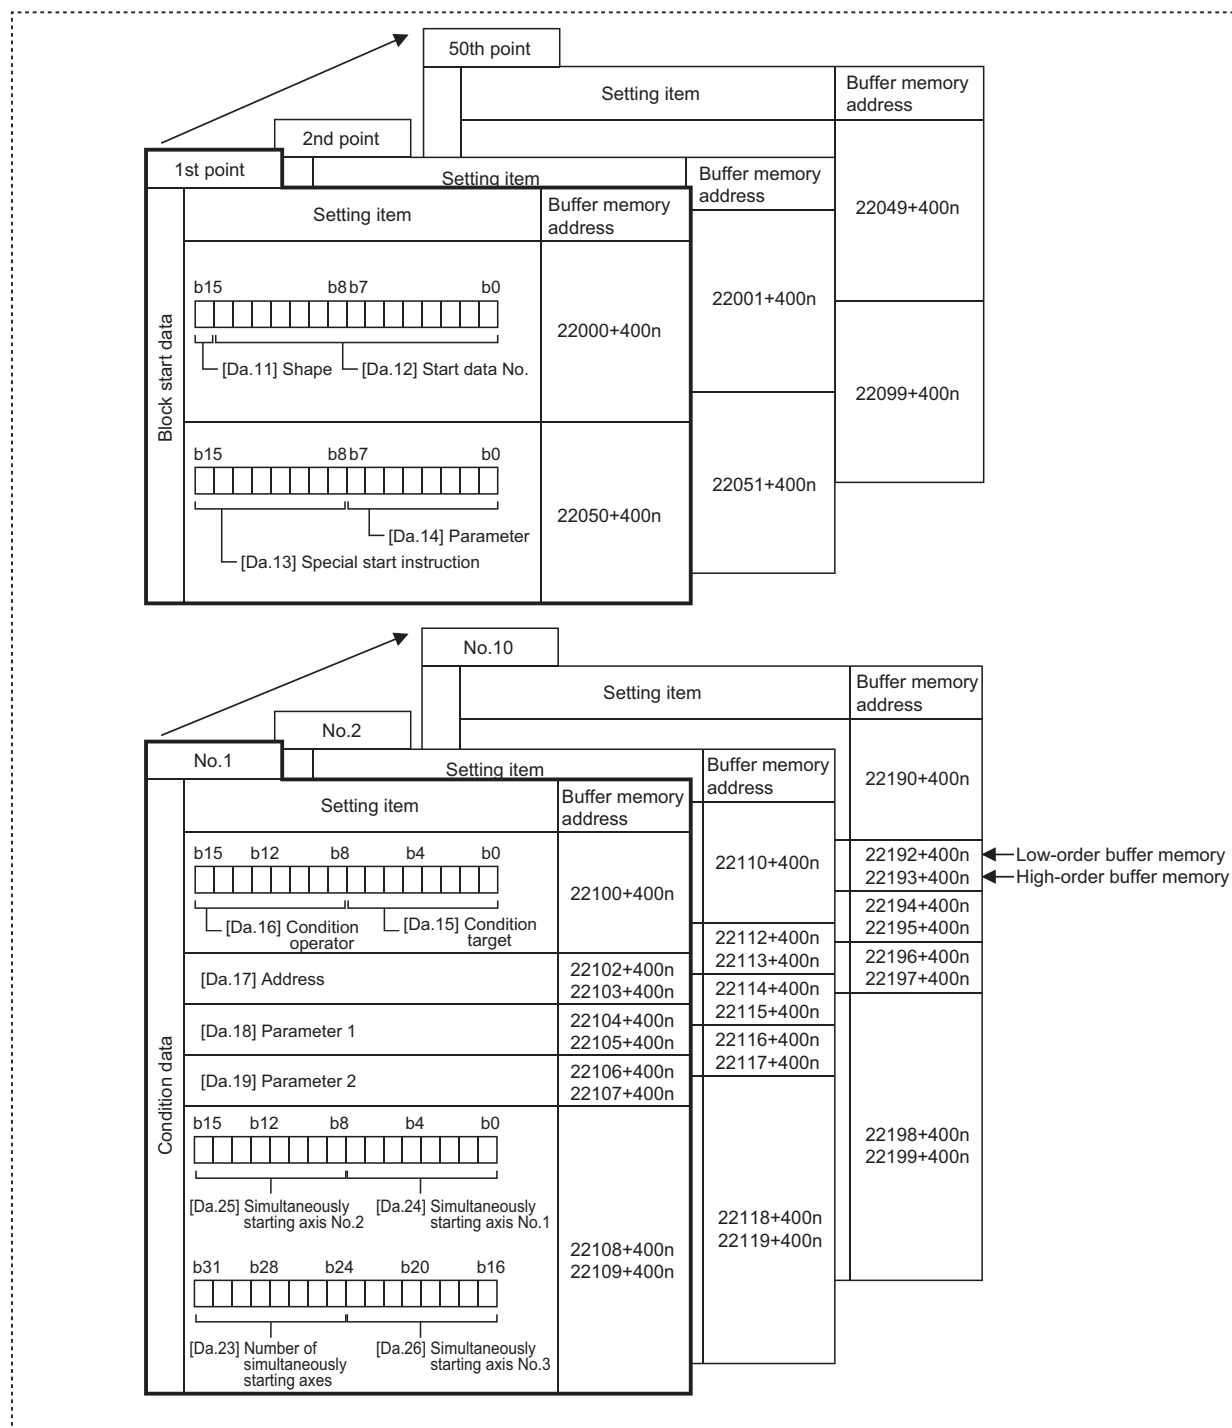 50th point
Setting item
Buffer memory
address
22049+400n
22099+400n
2nd point
Setting item
Buffer memory
address
22001+400n
22051+400n
1st point
Block start data
Setting item
Buffer memory
address
b15 b8 b7 b0
[Da.11] Shape [Da.12] Start data No.
22000+400n
b15 b8 b7 b0
[Da.14] Parameter
[Da.13] Special start instruction
22050+400n
No.10
Setting item
Buffer memory
address
22190+400n
22192+400n Low-order buffer memory
22193+400n High-order buffer memory
22194+400n
22195+400n
22196+400n
22197+400n
22198+400n
22199+400n
No.2
Setting item
Buffer memory
address
22110+400n
22112+400n
22113+400n
22114+400n
22115+400n
22116+400n
22117+400n
22118+400n
22119+400n
No.1
Condition data
Setting item
Buffer memory
address
b15 b12 b8 b4 b0
[Da.16] Condition
operator
[Da.15] Condition
target
22100+400n
[Da.17] Address
22102+400n
22103+400n
[Da.18] Parameter 1
22104+400n
22105+400n
[Da.19] Parameter 2
22106+400n
22107+400n
b15 b12 b8 b4 b0
[Da.25] Simultaneously
starting axis No.2
[Da.24] Simultaneously
starting axis No.1
b31 b28 b24 b20 b16
[Da.23] Number of
simultaneously
starting axes
[Da.26] Simultaneously
starting axis No.3
22108+400n
22109+400n